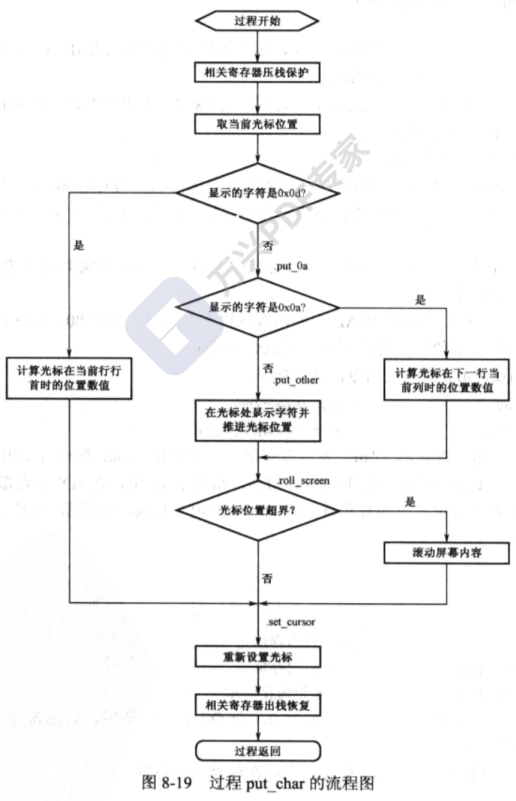 过程开始
相关寄存器压栈保护
取当前光标位置
显示的字符是0x0d?
是
否
.put_0a
显示的字符是0x0a?
是
否
.put_other
计算光标在当前行行
首时的位置数值
在光标处显示字符并
推进光标位置
计算光标在下一行当
前列时的位置数值
.roll_screen
光标位置超界？
是
滚动屏幕内容
否
.set_cursor
重新设置光标
相关寄存器出栈恢复
过程返回
图 8-19 过程 put_char 的流程图
万兴PDF专家